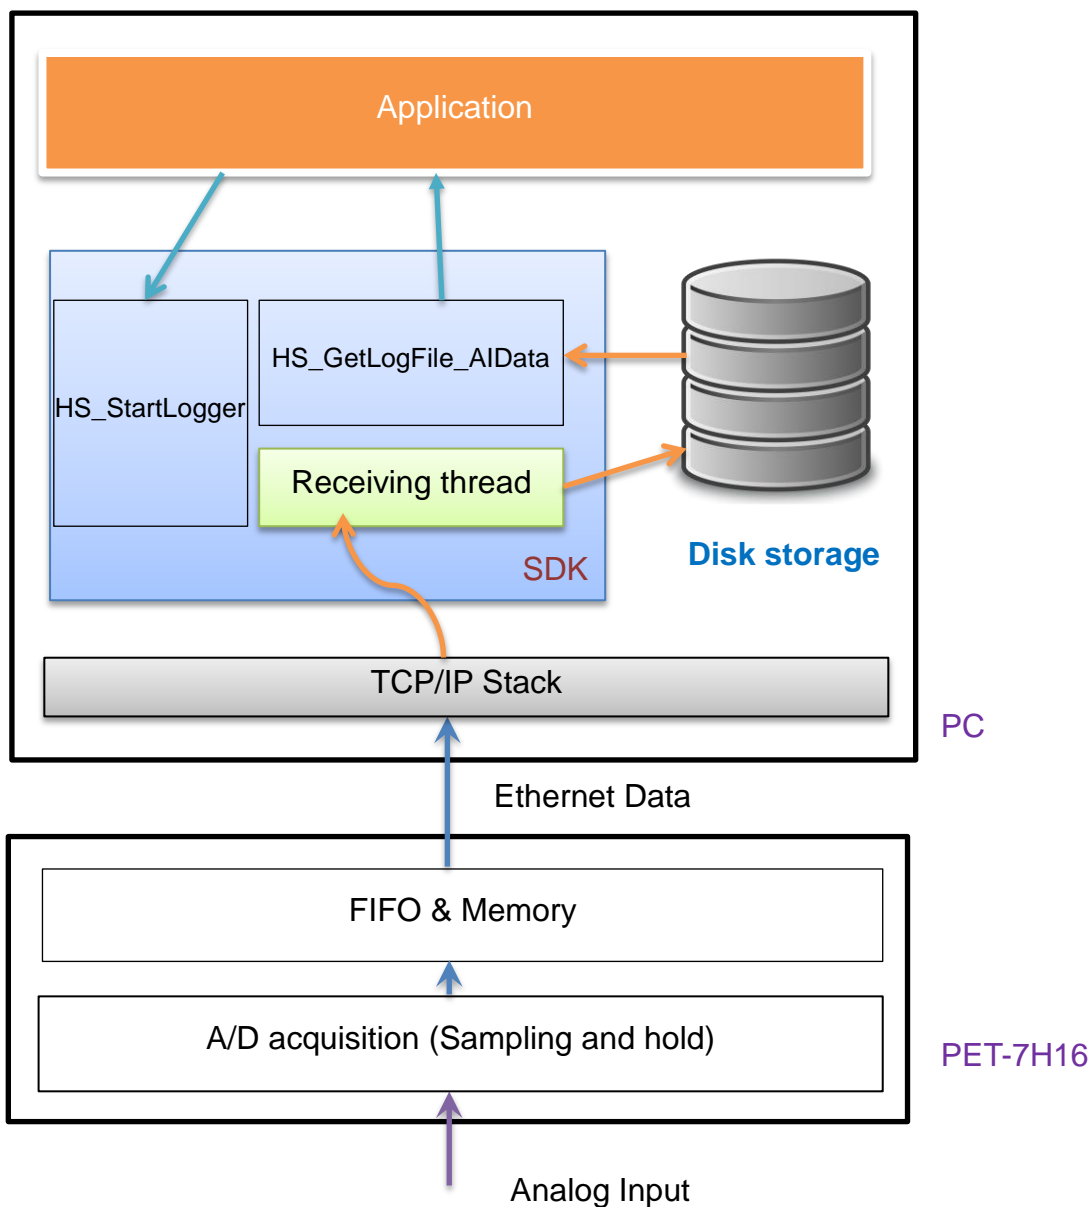 Application
HS_GetLogFile_AIData
HS_StartLogger
Receiving thread
Disk storage
SDK
TCP/IP Stack
PC
Ethernet Data
FIFO & Memory
A/D acquisition (Sampling and hold)
PET-7H16
Analog Input